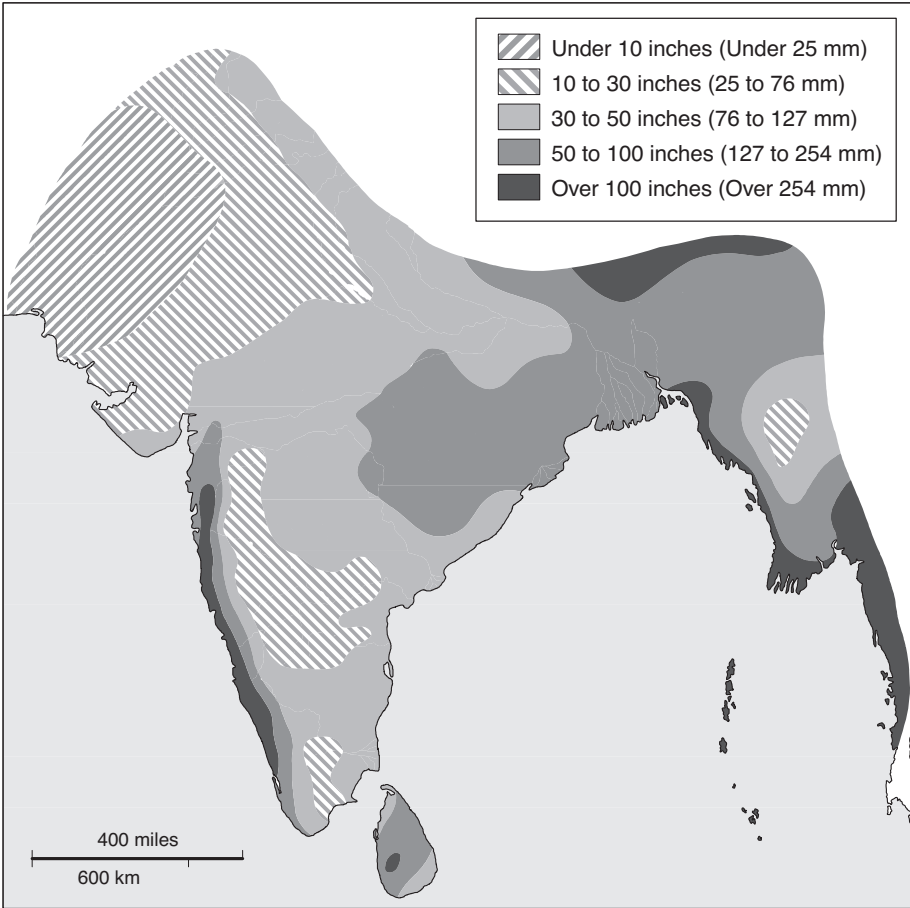 Under 10 inches (Under 25 mm)
10 to 30 inches (25 to 76 mm)
30 to 50 inches (76 to 127 mm)
50 to 100 inches (127 to 254 mm)
Over 100 inches (Over 254 mm)
400 miles
600 km